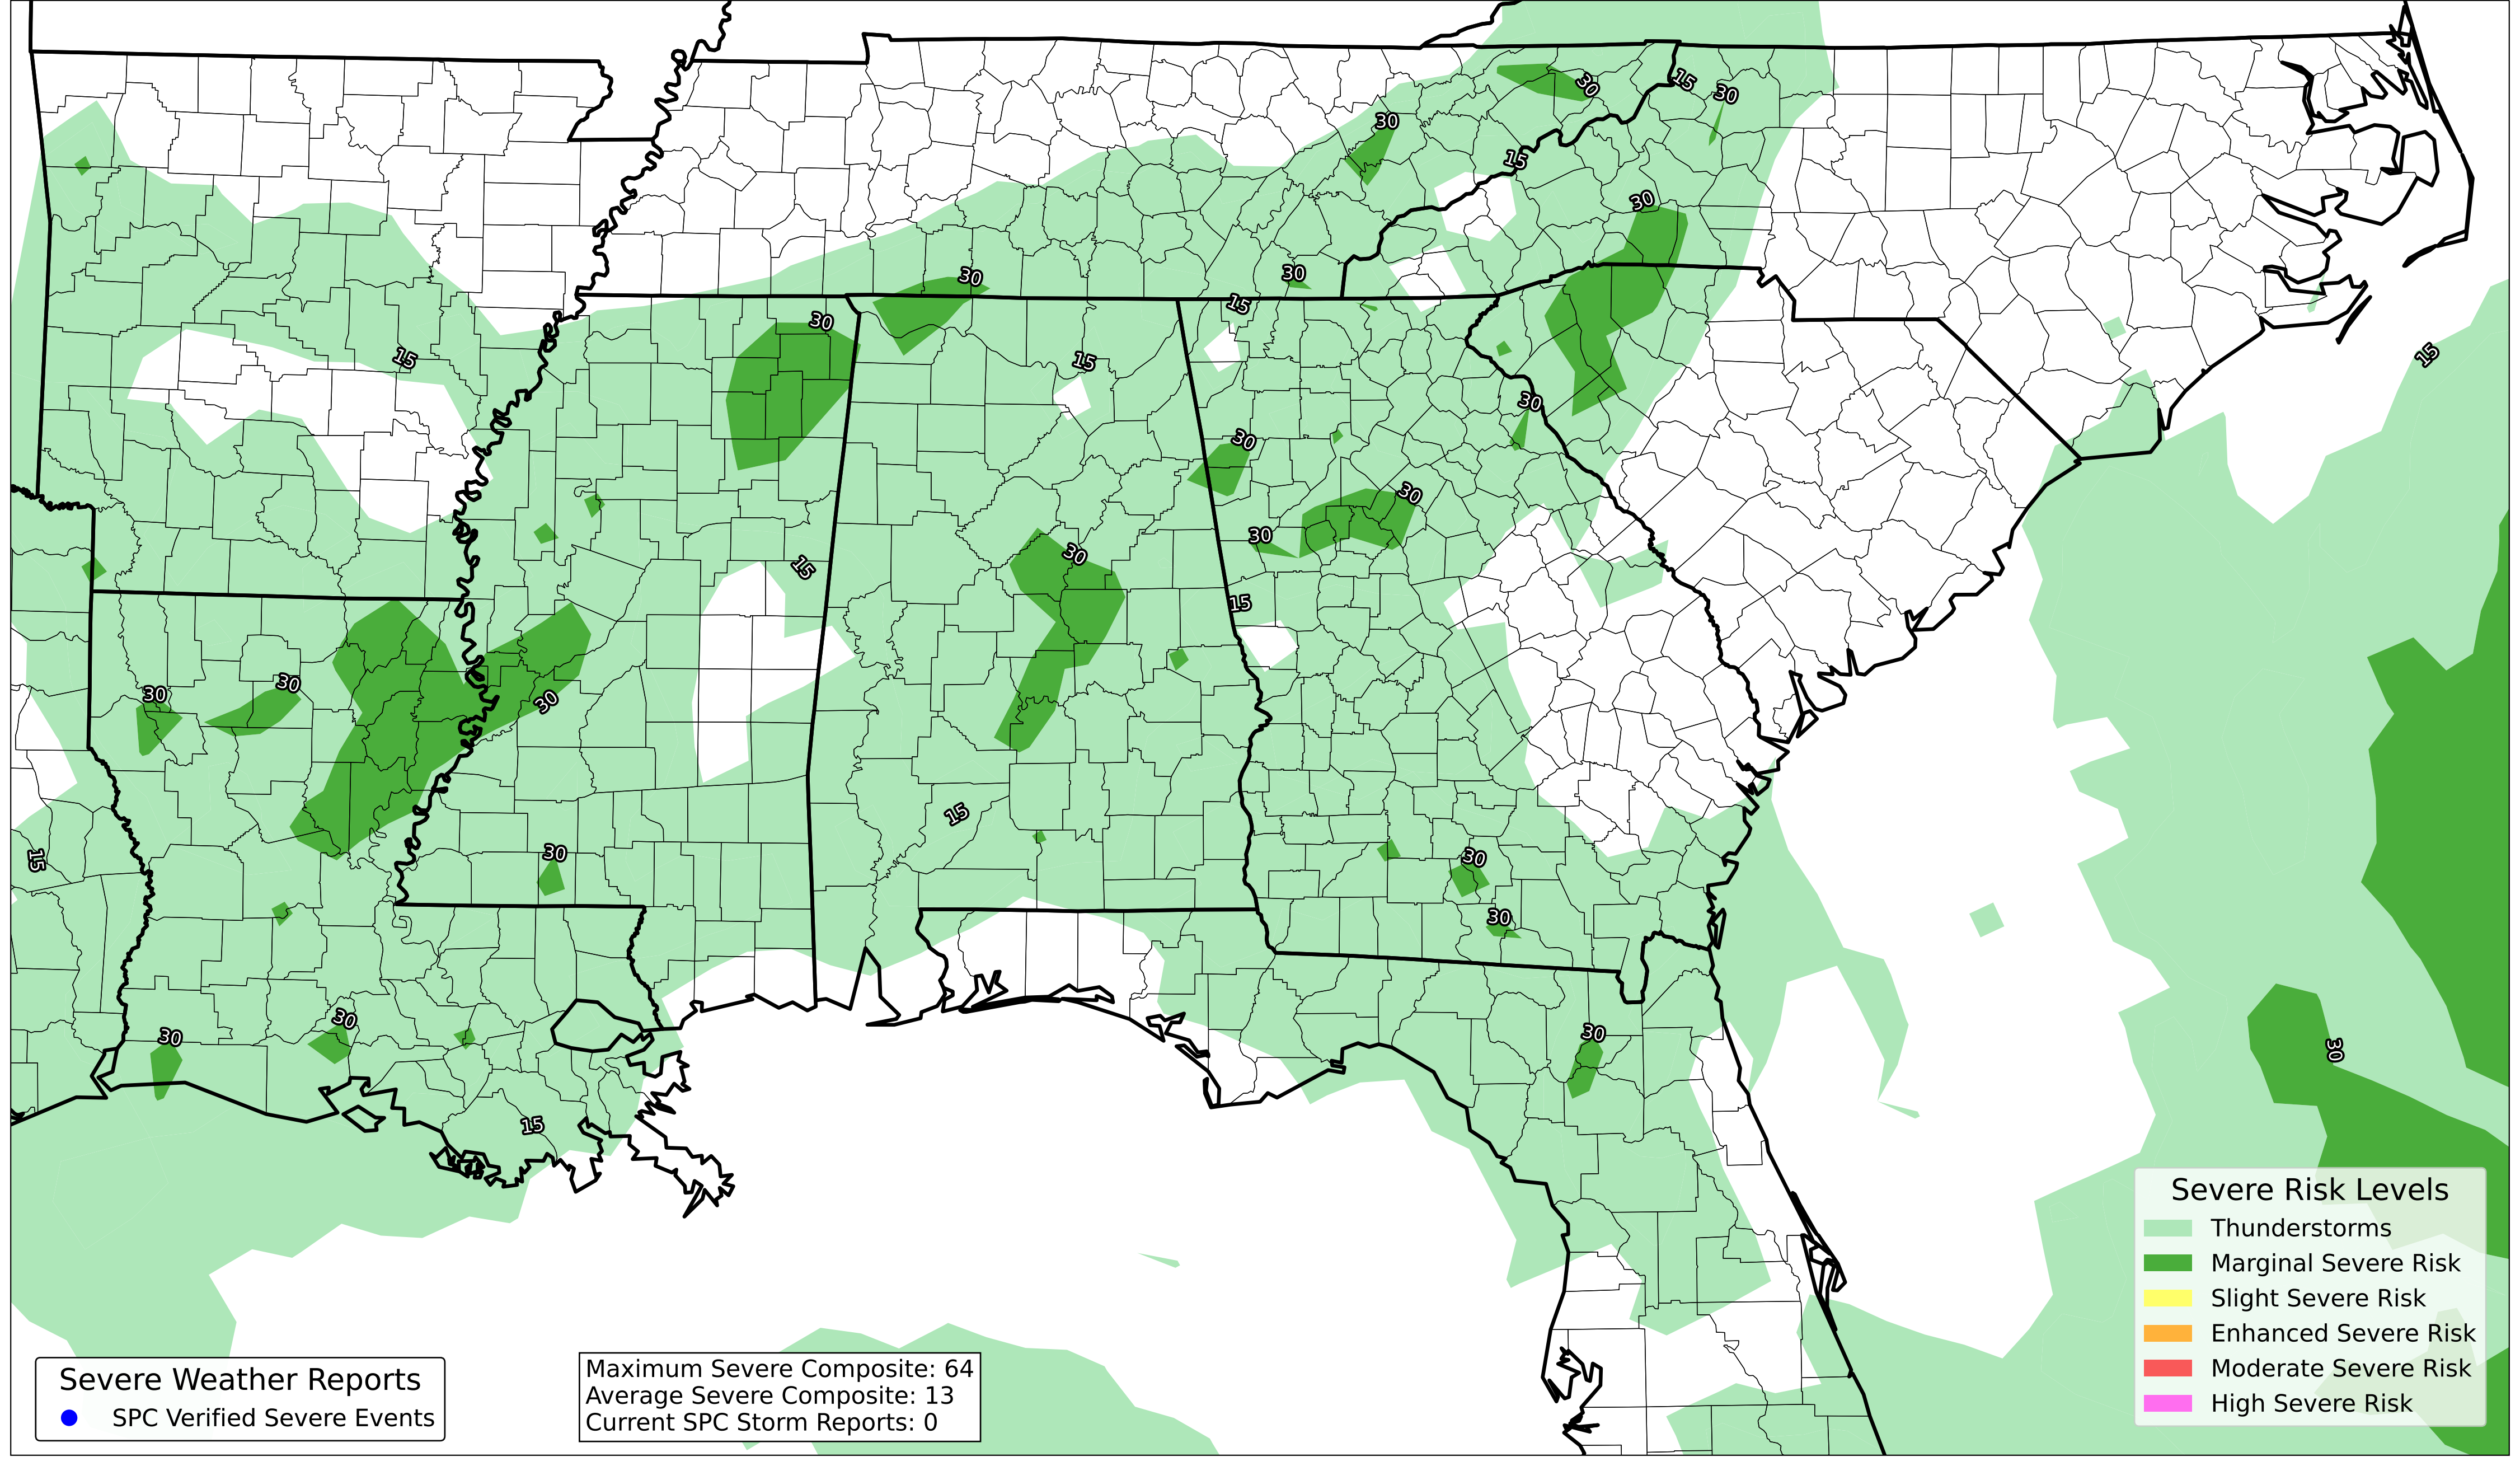 15
30
30
30
15
30
15
30
30
15
15
30
15
15
30
30
30
30
30
15
30
15
30
30
30
15
15
30
30
30
30
30
30
30
15
Severe Risk Levels
Thunderstorms
Marginal Severe Risk
Slight Severe Risk
Enhanced Severe Risk
Moderate Severe Risk
High Severe Risk
Severe Weather Reports
SPC Verified Severe Events
Maximum Severe Composite: 64
Average Severe Composite: 13
Current SPC Storm Reports: 0